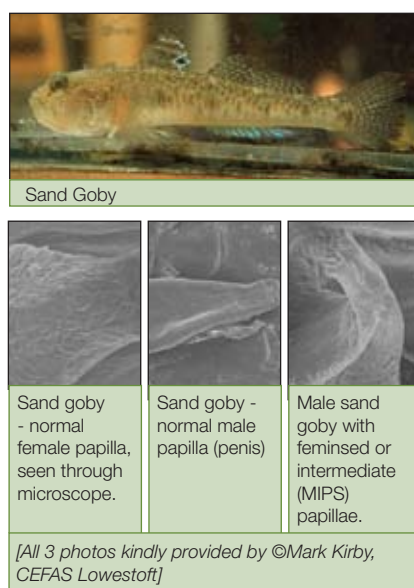 Sand Goby
Sand goby
- normal
female papilla,
seen through
microscope.
Sand goby -
normal male
papilla (penis)
Male sand
goby with
feminsed or
intermediate
(MIPS)
papillae.
[All 3 photos kindly provided by ©Mark Kirby,
CEFAS Lowestoft]